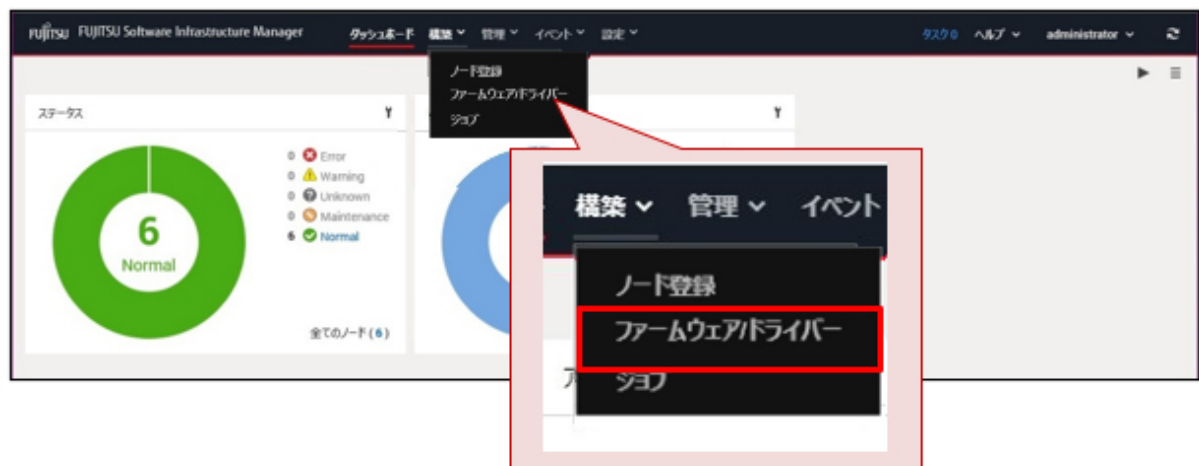 FUJITSU FUJITSU Software Infrastructure Manager ダッシュボード 構築 管理 イベント 設定 タスク 0 ヘルプ administrator
ノード登録
ファームウェア/ドライバー
ジョブ
ステータス
0 Error
0 Warning
0 Unknown
0 Maintenance
6 Normal
6
Normal
全てのノード ( 6 )
構築 管理 イベント
ノード登録
ファームウェア/ドライバー
ジョブ